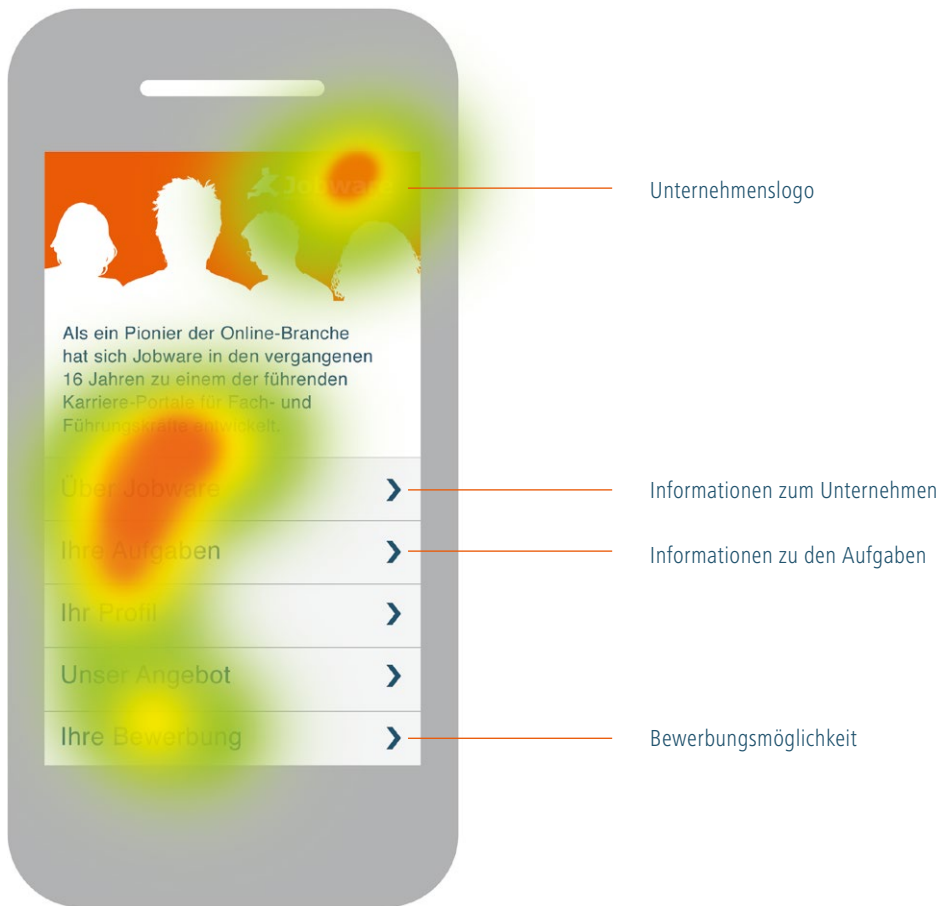 Jobware
Unternehmenslogo
Als ein Pionier der Online-Branche
hat sich Jobware in den vergangenen
16 Jahren zu einem der führenden
Karriere-Portale für Fach- und
Führungskräfte entwickelt.
Über Jobware
Informationen zum Unternehmen
Ihre Aufgaben
Informationen zu den Aufgaben
Ihr Profil
Unser Angebot
Ihre Bewerbung
Bewerbungsmöglichkeit